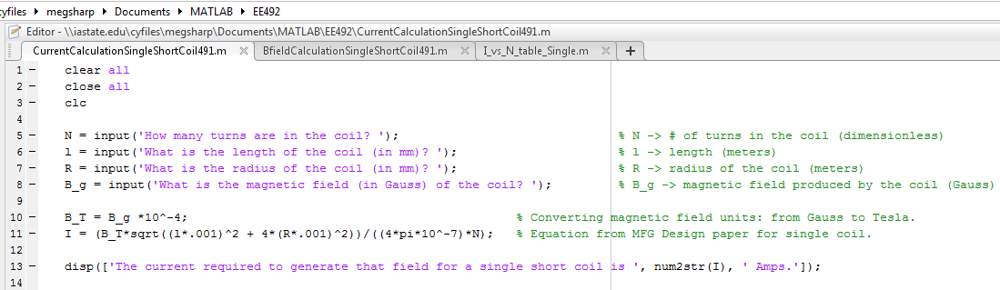 cyfiles ▸ megsharp ▸ Documents ▸ MATLAB ▸ EE492
Editor - \\iastate.edu\cyfiles\megsharp\Documents\MATLAB\EE492\CurrentCalculationSingleShortCoil491.m
CurrentCalculationSingleShortCoil491.m × BfieldCalculationSingleShortCoil491.m × I_vs_N_table_Single.m × +
1 – clear all
2 – close all
3 – clc
4
5 – N = input('How many turns are in the coil? '); % N -> # of turns in the coil (dimensionless)
6 – l = input('What is the length of the coil (in mm)? '); % l -> length (meters)
7 – R = input('What is the radius of the coil (in mm)? '); % R -> radius of the coil (meters)
8 – B_g = input('What is the magnetic field (in Gauss) of the coil? '); % B_g -> magnetic field produced by the coil (Gauss)
9
10 – B_T = B_g *10^-4; % Converting magnetic field units: from Gauss to Tesla.
11 – I = (B_T*sqrt((l*.001)^2 + 4*(R*.001)^2))/((4*pi*10^-7)*N); % Equation from MFG Design paper for single coil.
12
13 – disp(['The current required to generate that field for a single short coil is ', num2str(I), ' Amps.']);
14